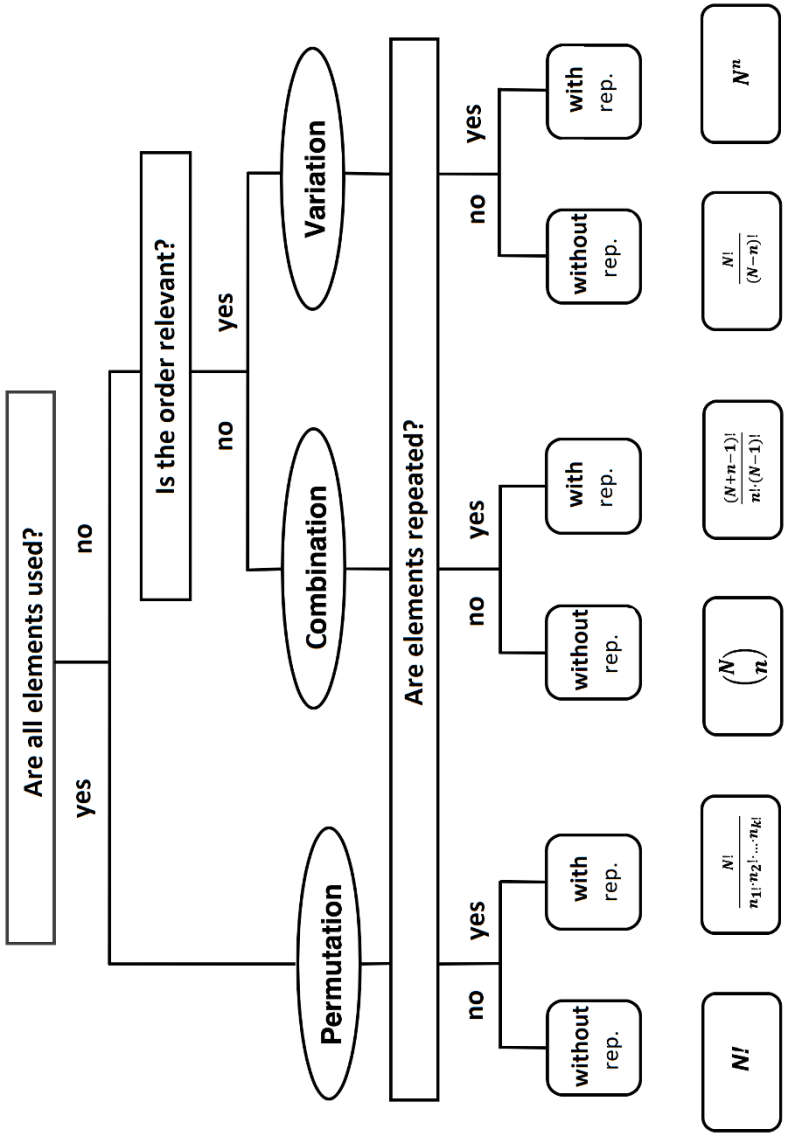 Are all elements used?
yes
no
Is the order relevant?
no
yes
Permutation
Combination
Variation
Are elements repeated?
no
yes
no
yes
no
yes
without
rep.
with
rep.
without
rep.
with
rep.
without
rep.
with
rep.
N!
N!
n₁!·n₂!·...·nₖ!
(N
n)
(N+n−1)!
n!·(N−1)!
N!
(N−n)!
Nⁿ